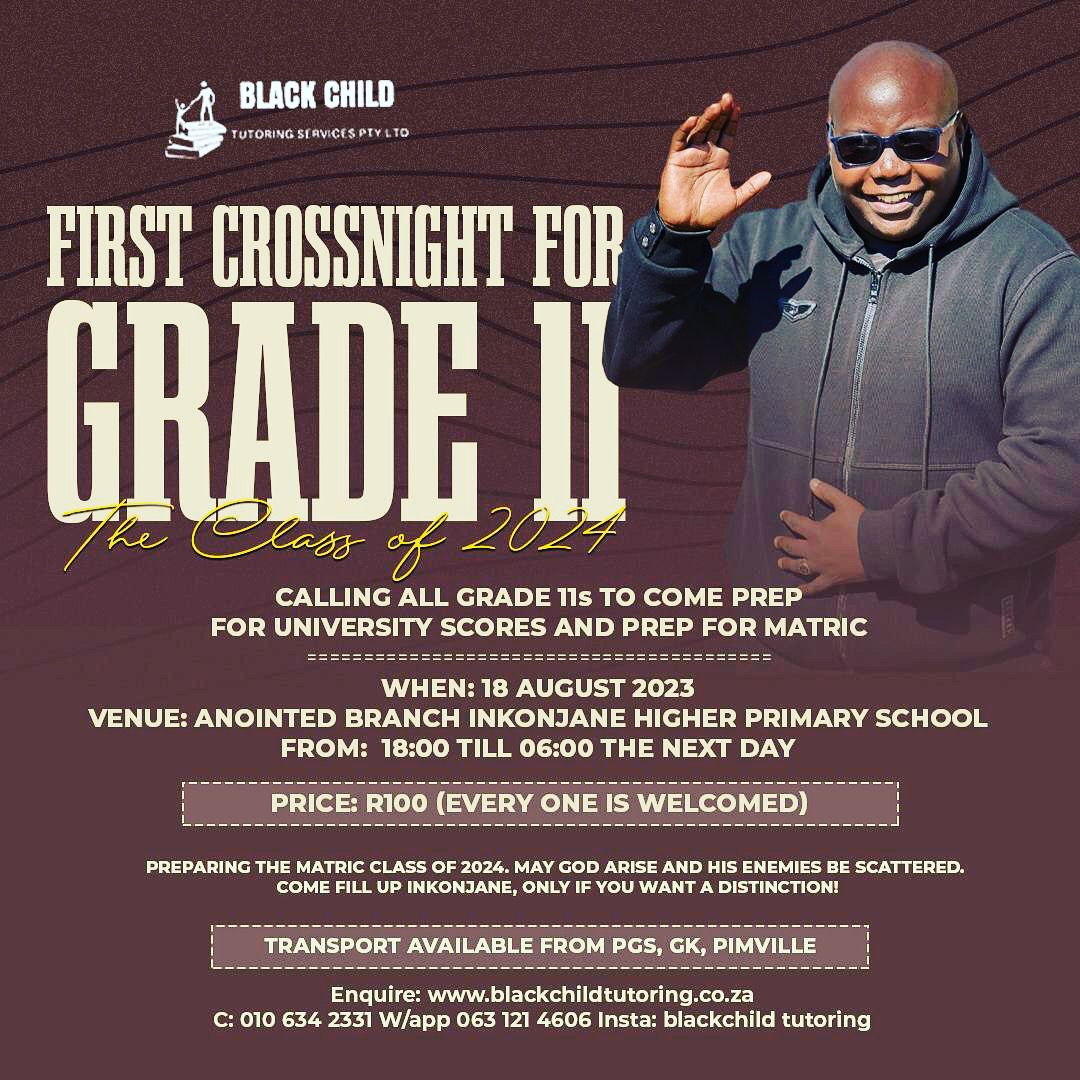 BLACK CHILD
TUTORING SERVICES PTY LTD
FIRST CROSSNIGHT FOR
GRADE 11
The Class of 2024
CALLING ALL GRADE 11s TO COME PREP
FOR UNIVERSITY SCORES AND PREP FOR MATRIC
==========================================
WHEN: 18 AUGUST 2023
VENUE: ANOINTED BRANCH INKONJANE HIGHER PRIMARY SCHOOL
FROM: 18:00 TILL 06:00 THE NEXT DAY
PRICE: R100 (EVERY ONE IS WELCOMED)
PREPARING THE MATRIC CLASS OF 2024. MAY GOD ARISE AND HIS ENEMIES BE SCATTERED.
COME FILL UP INKONJANE, ONLY IF YOU WANT A DISTINCTION!
TRANSPORT AVAILABLE FROM PGS, GK, PIMVILLE
Enquire: www.blackchildtutoring.co.za
C: 010 634 2331 W/app 063 121 4606 Insta: blackchild tutoring